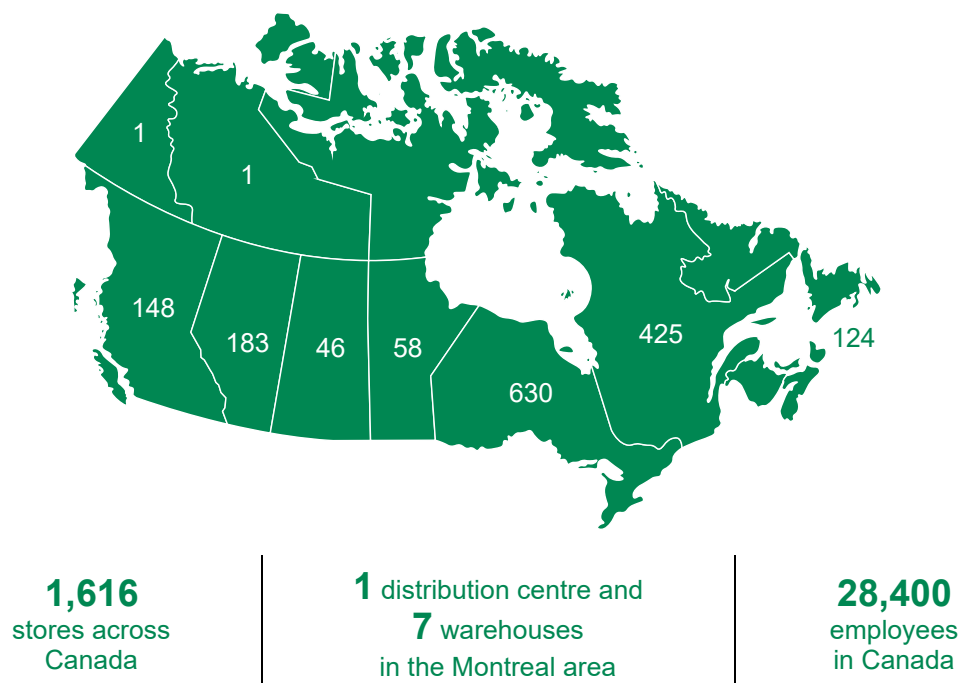 1
1
148
183
46
58
630
425
124
1,616
stores across
Canada
1 distribution centre and
7 warehouses
in the Montreal area
28,400
employees
in Canada